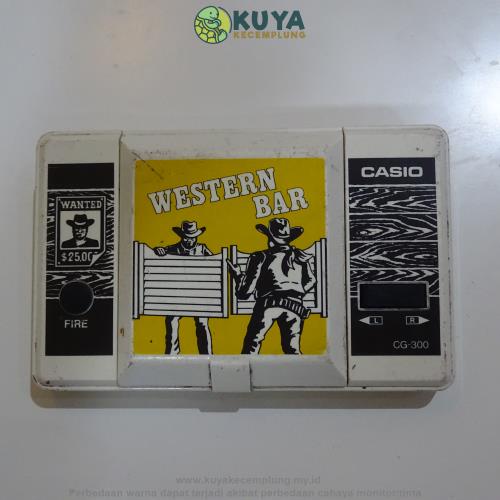 KUYA
KECEMPLUNG
WESTERN
BAR
WANTED
$25.00
FIRE
CASIO
L R
CG-300
www.kuyakecemplung.my.id
Perbedaan warna dapat terjadi akibat perbedaan cahaya monitor